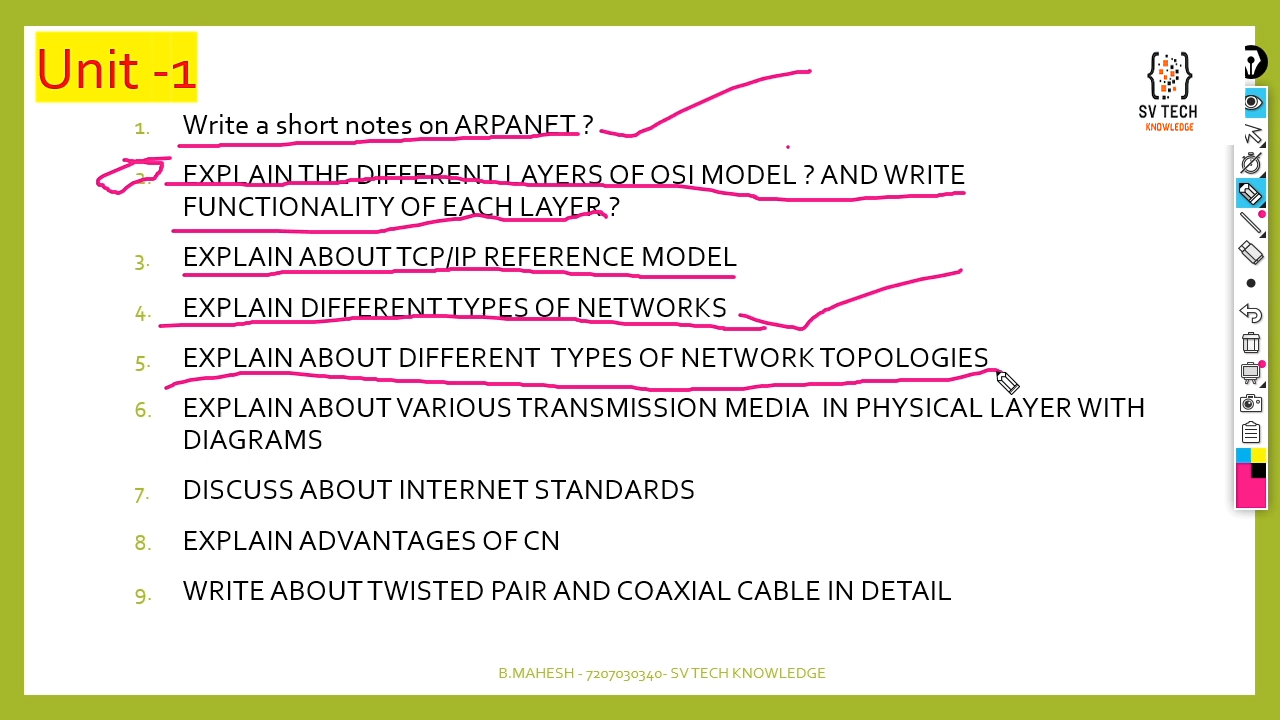 Unit -1
SV TECH
KNOWLEDGE
1. Write a short notes on ARPANET ?
2. EXPLAIN THE DIFFERENT LAYERS OF OSI MODEL ? AND WRITE
FUNCTIONALITY OF EACH LAYER ?
3. EXPLAIN ABOUT TCP/IP REFERENCE MODEL
4. EXPLAIN DIFFERENT TYPES OF NETWORKS
5. EXPLAIN ABOUT DIFFERENT TYPES OF NETWORK TOPOLOGIES
6. EXPLAIN ABOUT VARIOUS TRANSMISSION MEDIA IN PHYSICAL LAYER WITH
DIAGRAMS
7. DISCUSS ABOUT INTERNET STANDARDS
8. EXPLAIN ADVANTAGES OF CN
9. WRITE ABOUT TWISTED PAIR AND COAXIAL CABLE IN DETAIL
B.MAHESH - 7207030340- SV TECH KNOWLEDGE